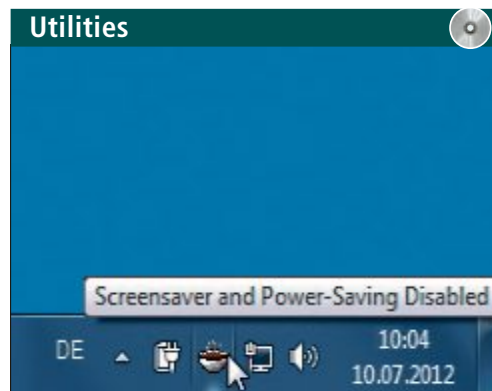 Utilities
Screensaver and Power-Saving Disabled
DE
10:04
10.07.2012